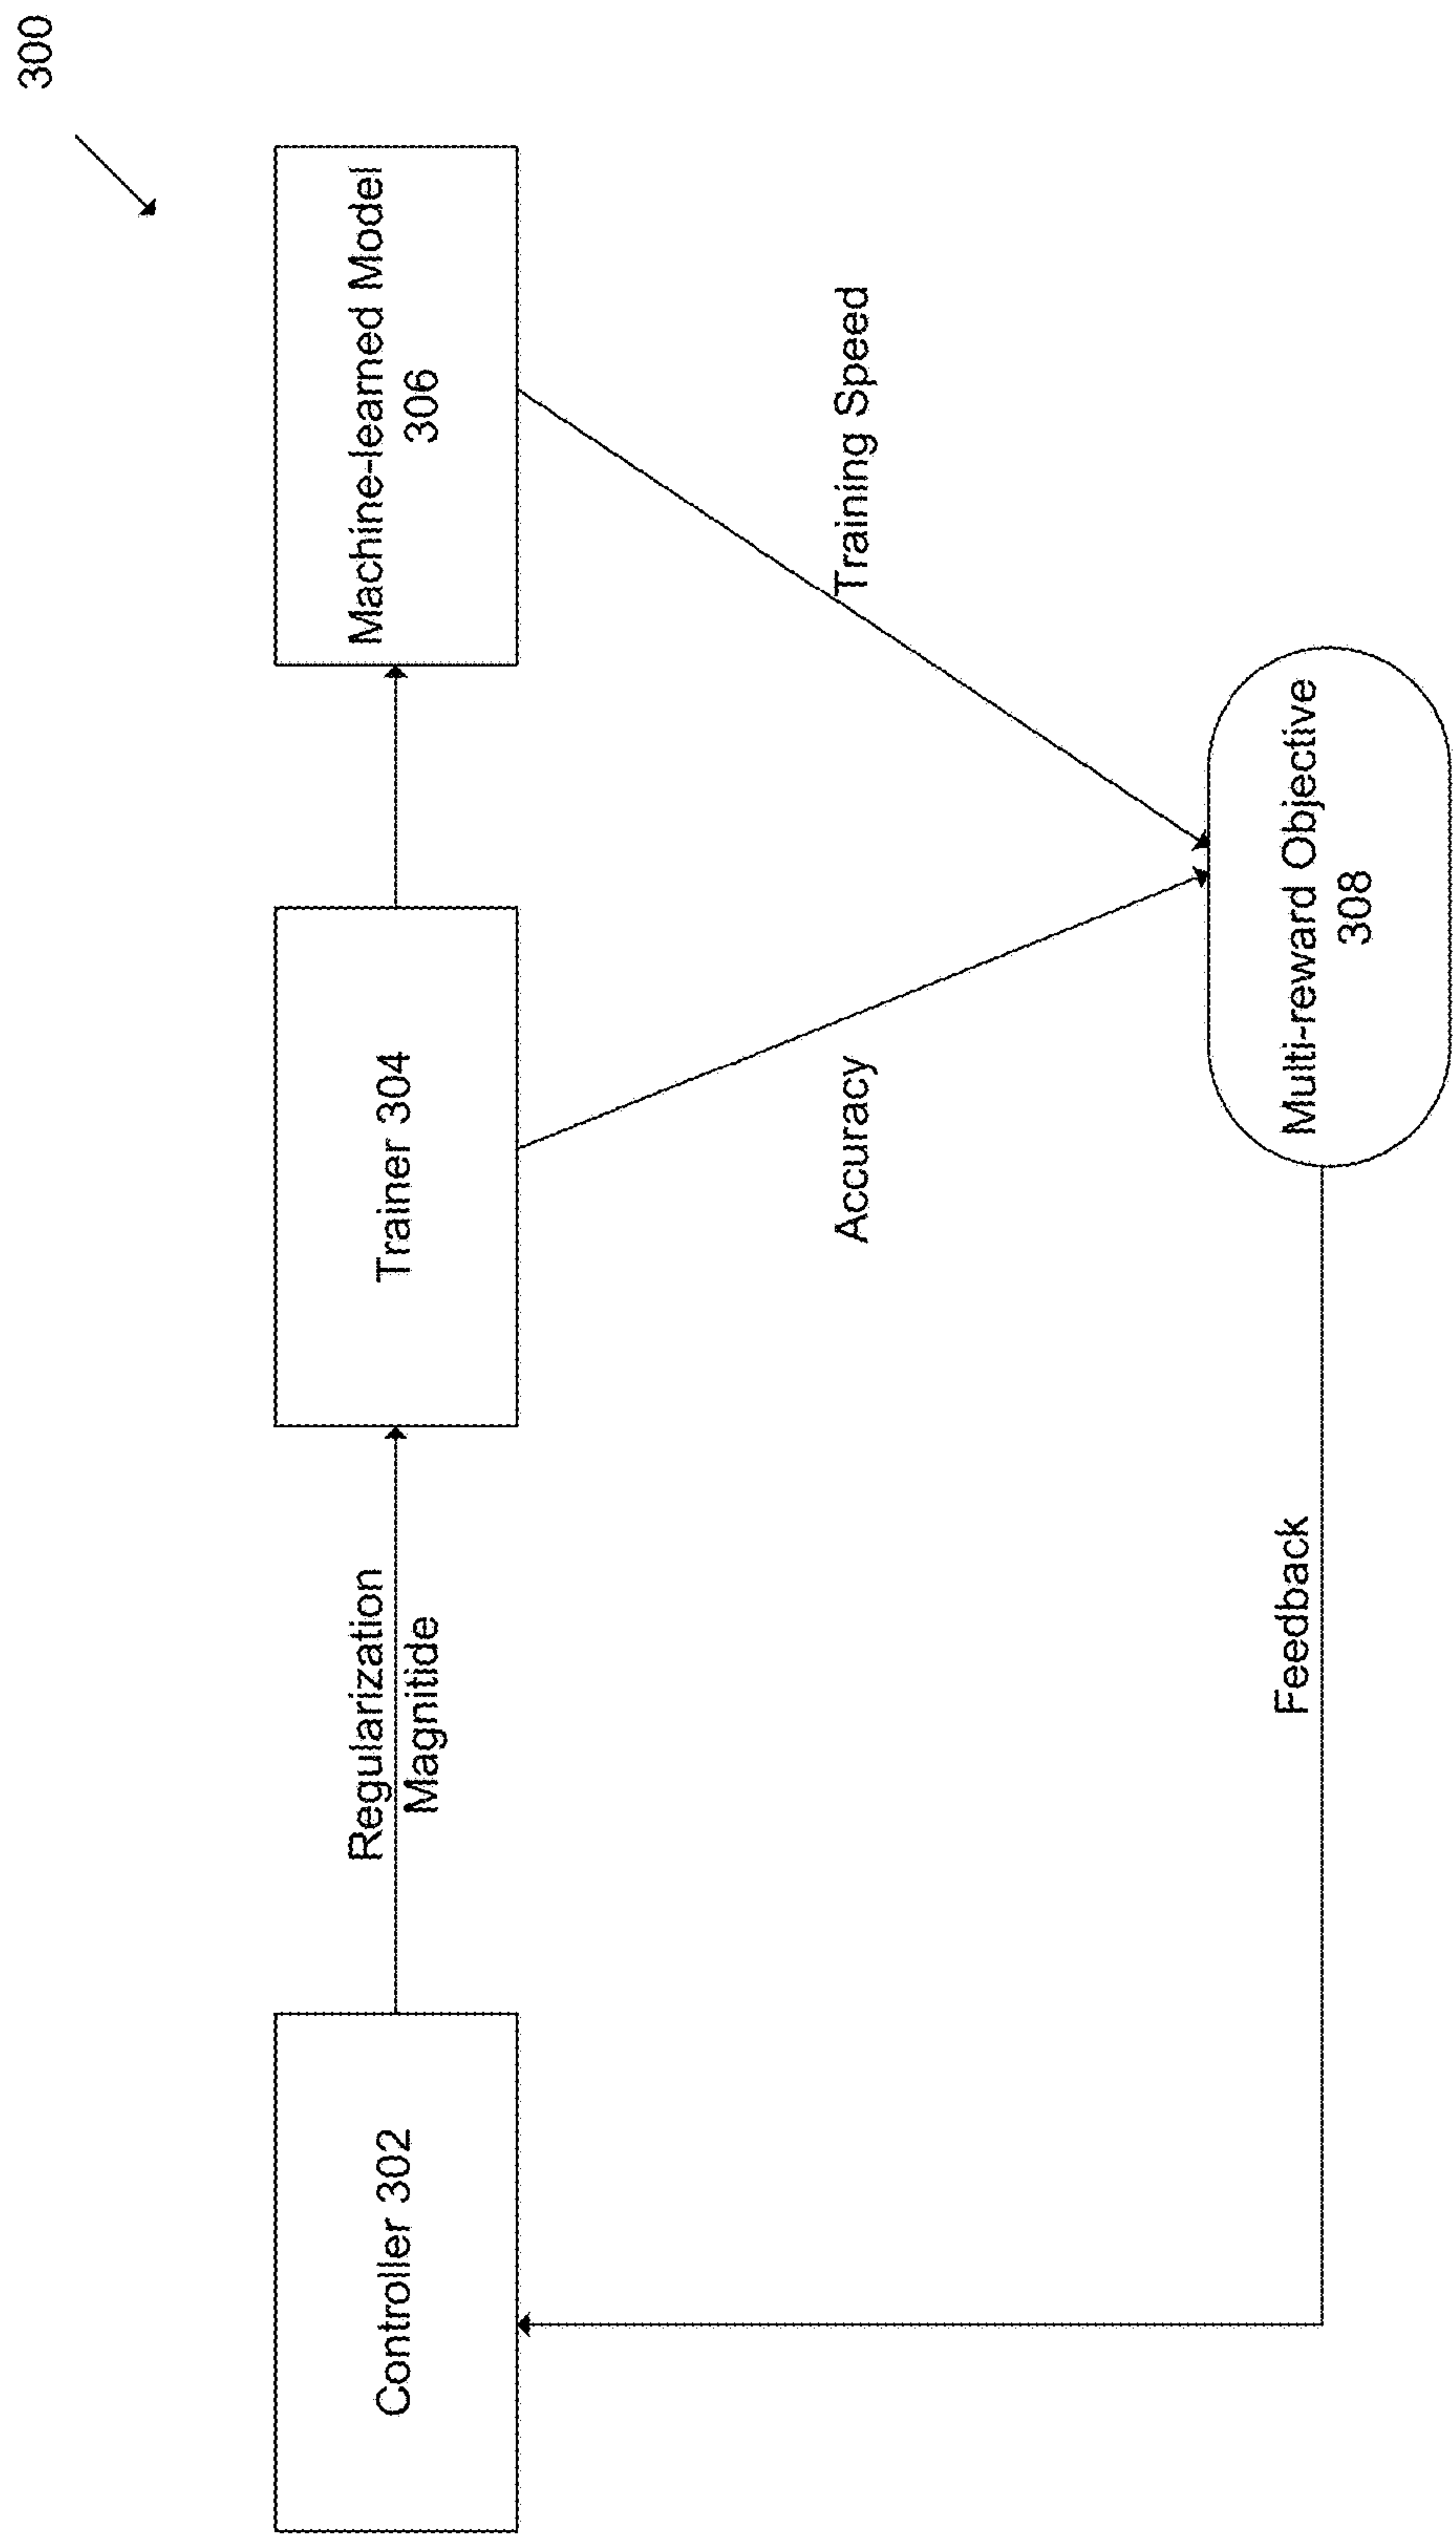 300
Controller 302
Regularization
Magnitide
Trainer 304
Machine-learned Model
306
Accuracy
Training Speed
Feedback
Multi-reward Objective
308